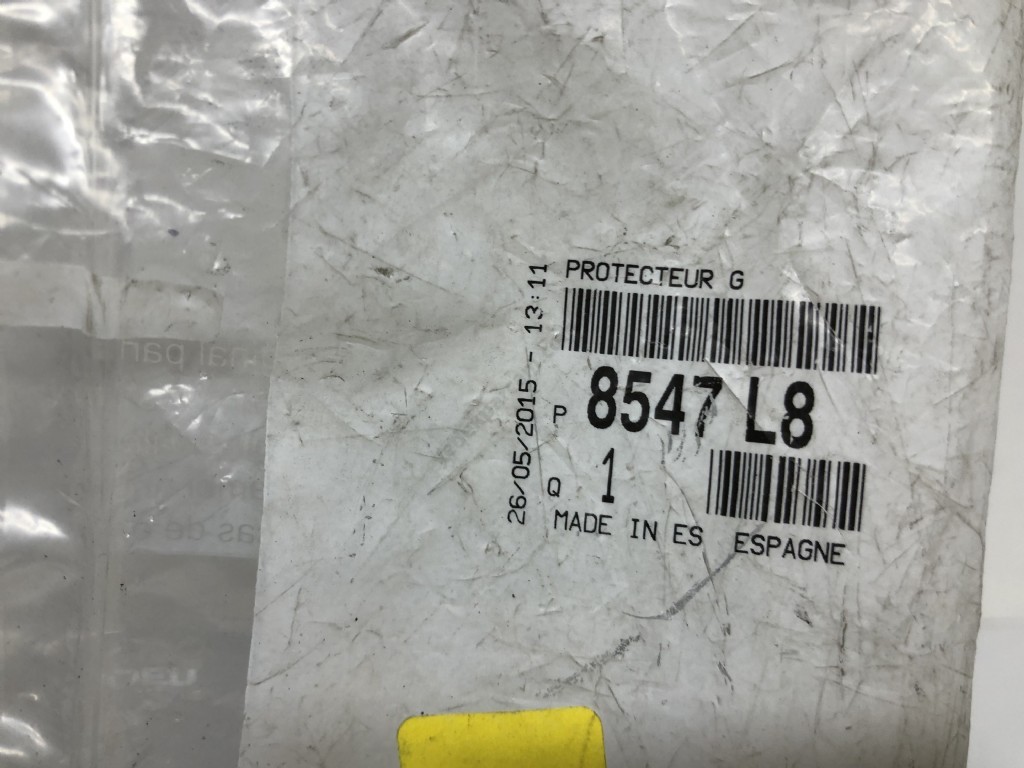 PROTECTEUR G
26/05/2015 - 13:11
P 8547 L8
Q 1
MADE IN ES ESPAGNE